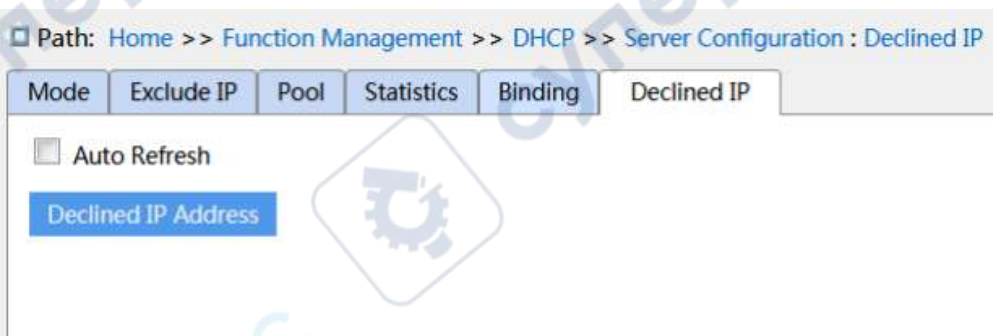 Path: Home >> Function Management >> DHCP >> Server Configuration : Declined IP
Mode Exclude IP Pool Statistics Binding Declined IP
Auto Refresh
Declined IP Address